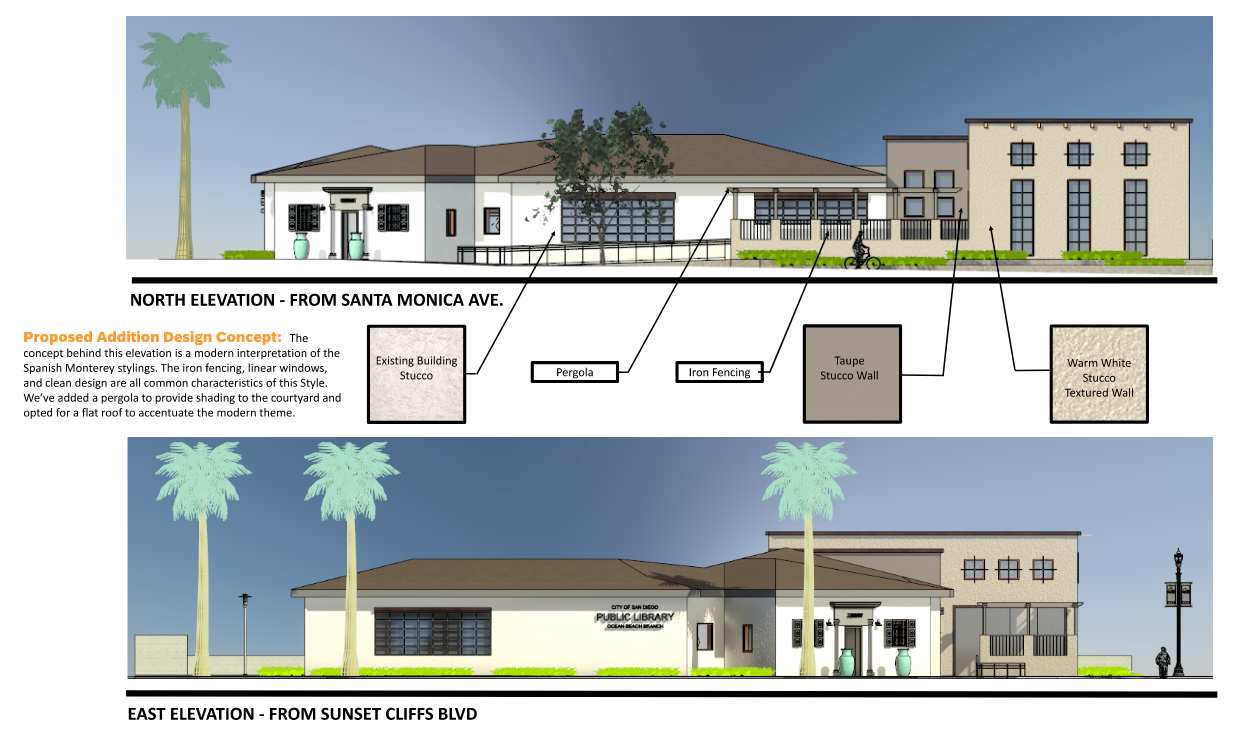 NORTH ELEVATION - FROM SANTA MONICA AVE.
Proposed Addition Design Concept: The
concept behind this elevation is a modern interpretation of the
Spanish Monterey stylings. The iron fencing, linear windows,
and clean design are all common characteristics of this Style.
We've added a pergola to provide shading to the courtyard and
opted for a flat roof to accentuate the modern theme.
Existing Building
Stucco
Pergola
Iron Fencing
Taupe
Stucco Wall
Warm White
Stucco
Textured Wall
CITY OF SAN DIEGO
PUBLIC LIBRARY
OCEAN BEACH BRANCH
EAST ELEVATION - FROM SUNSET CLIFFS BLVD